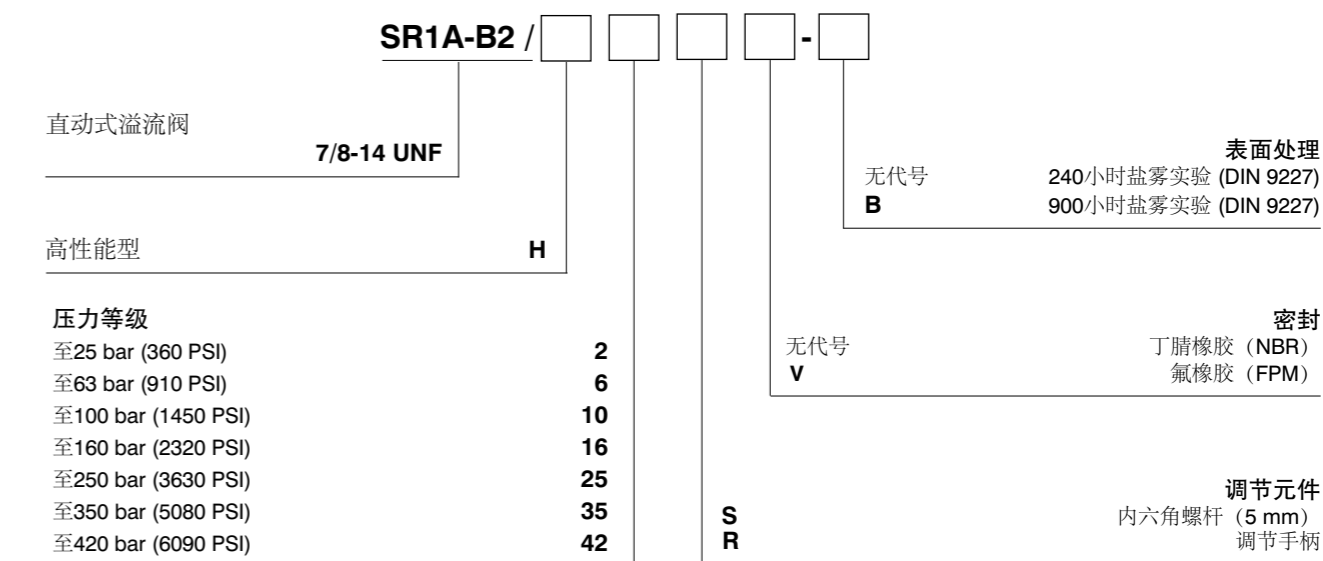 SR1A-B2 / -
直动式溢流阀
7/8-14 UNF
高性能型 H
压力等级
至25 bar (360 PSI) 2
至63 bar (910 PSI) 6
至100 bar (1450 PSI) 10
至160 bar (2320 PSI) 16
至250 bar (3630 PSI) 25
至350 bar (5080 PSI) 35
至420 bar (6090 PSI) 42
表面处理
无代号 240小时盐雾实验 (DIN 9227)
B 900小时盐雾实验 (DIN 9227)
密封
无代号 丁腈橡胶（NBR）
V 氟橡胶（FPM）
调节元件
S 内六角螺杆（5 mm）
R 调节手柄